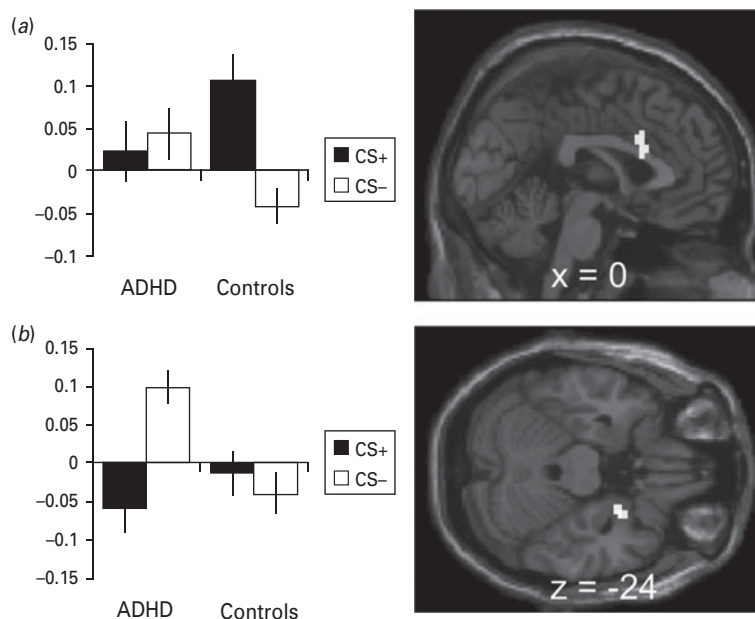 (a)
0.15
0.1
0.05
0
−0.05
−0.1
CS+
CS−
ADHD Controls
x = 0
(b)
0.15
0.1
0.05
0
−0.05
−0.1
−0.15
CS+
CS−
ADHD Controls
z = -24